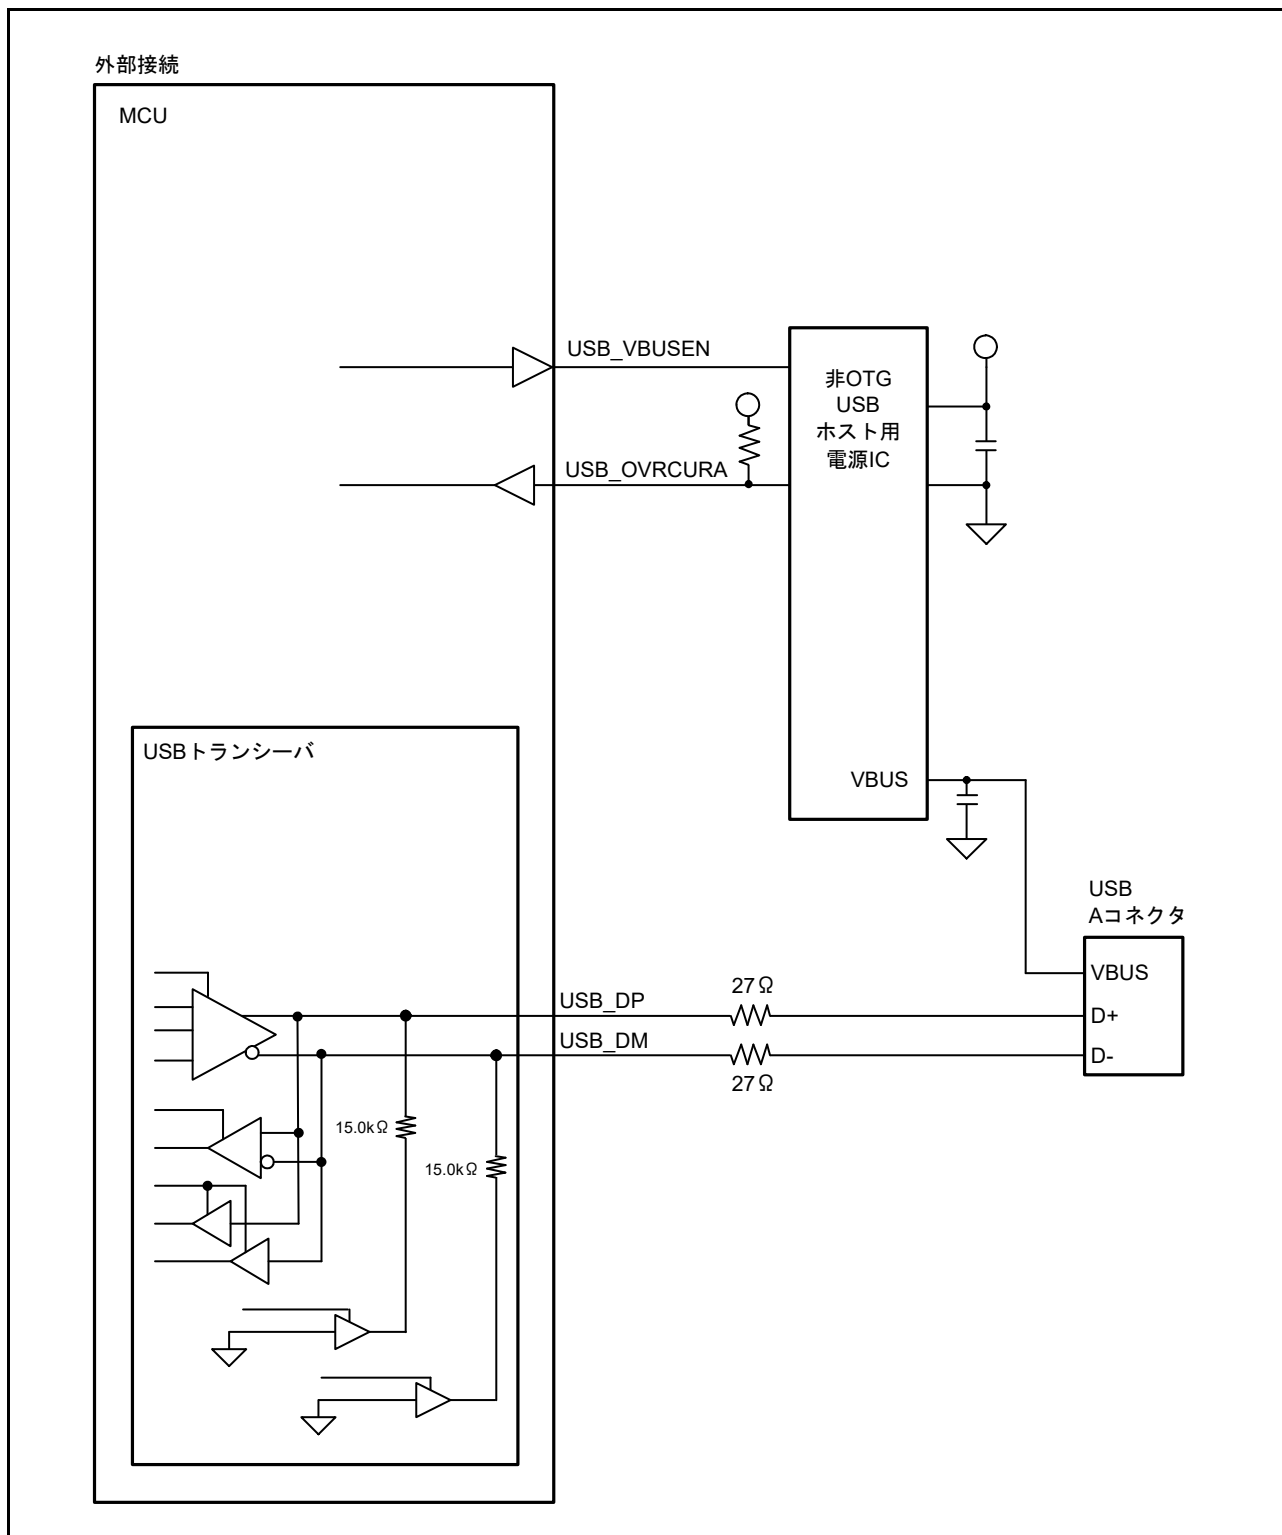 外部接続
MCU
USB_VBUSEN
USB_OVRCURA
非OTG
USB
ホスト用
電源IC
VBUS
USBトランシーバ
USB
Aコネクタ
VBUS
D+
D-
USB_DP
27Ω
USB_DM
27Ω
15.0kΩ
15.0kΩ